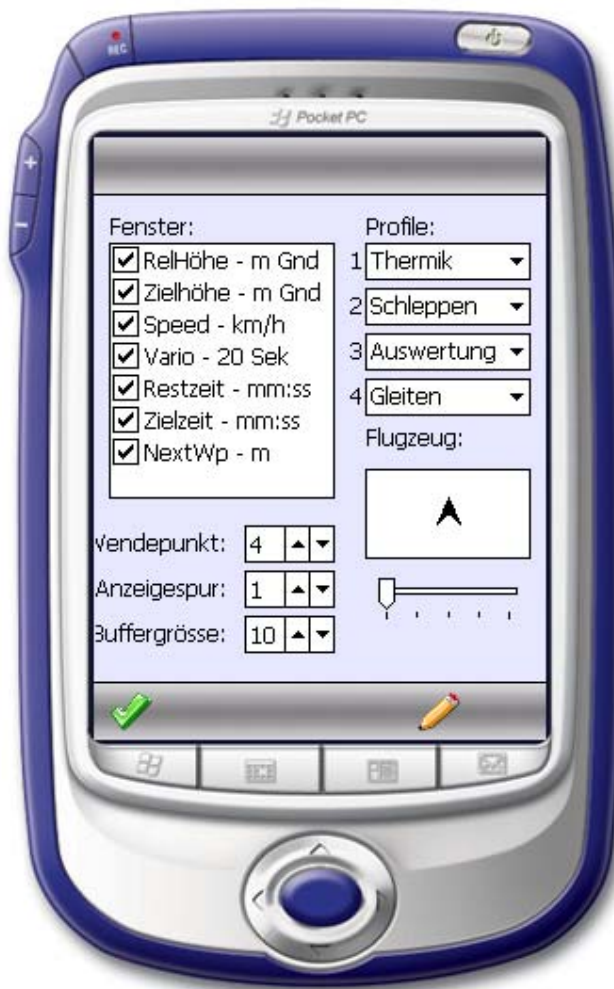 REC
Pocket PC
+
-
Fenster:
RelHöhe - m Gnd
Zielhöhe - m Gnd
Speed - km/h
Vario - 20 Sek
Restzeit - mm:ss
Zielzeit - mm:ss
NextWp - m
Profile:
1 Thermik
2 Schleppen
3 Auswertung
4 Gleiten
Flugzeug:
Wendepunkt: 4
Anzeigespur: 1
Buffergrösse: 10